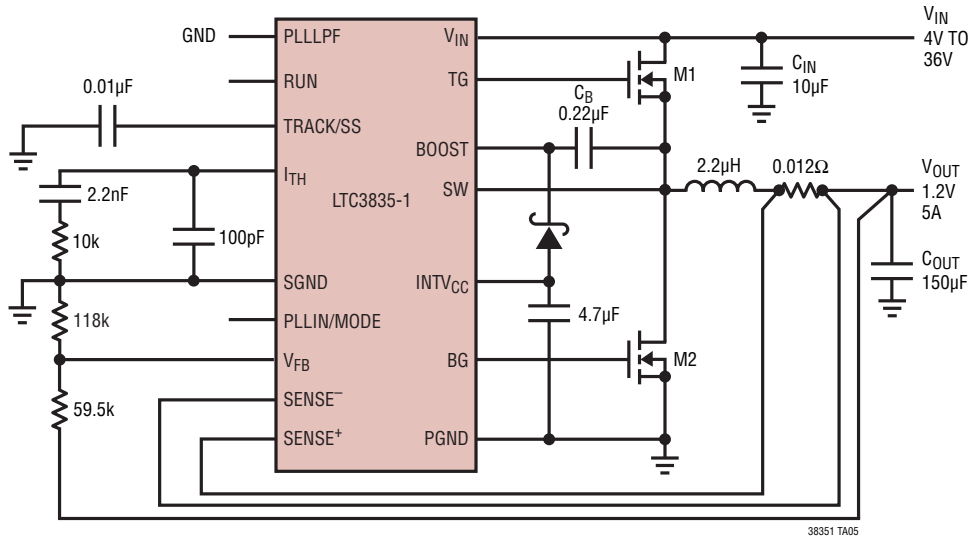 GND
PLLLPF
RUN
0.01µF
TRACK/SS
I_TH
2.2nF
10k
100pF
SGND
118k
PLLIN/MODE
V_FB
59.5k
SENSE⁻
SENSE⁺
LTC3835-1
V_IN
TG
BOOST
SW
INTV_CC
BG
PGND
M1
C_B
0.22µF
4.7µF
M2
V_IN
4V TO
36V
C_IN
10µF
2.2µH
0.012Ω
V_OUT
1.2V
5A
C_OUT
150µF
38351 TA05